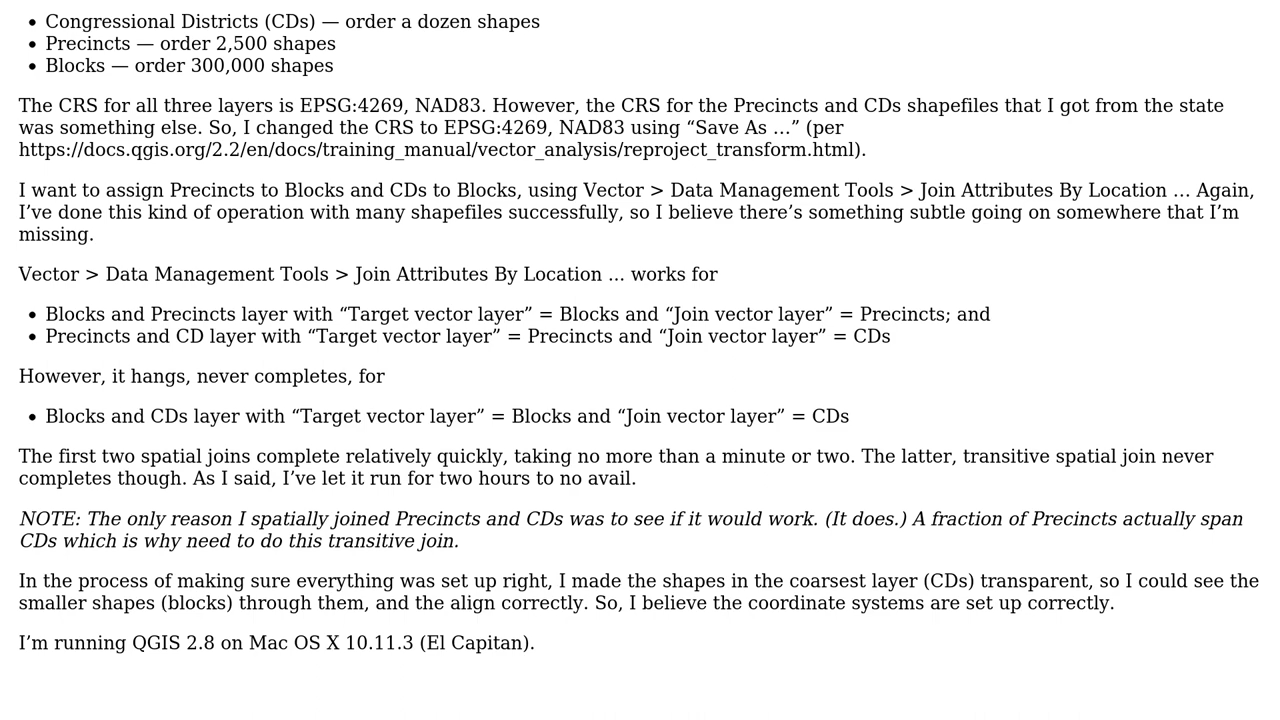 • Congressional Districts (CDs) — order a dozen shapes
• Precincts — order 2,500 shapes
• Blocks — order 300,000 shapes
The CRS for all three layers is EPSG:4269, NAD83. However, the CRS for the Precincts and CDs shapefiles that I got from the state
was something else. So, I changed the CRS to EPSG:4269, NAD83 using “Save As …” (per
https://docs.qgis.org/2.2/en/docs/training_manual/vector_analysis/reproject_transform.html).
I want to assign Precincts to Blocks and CDs to Blocks, using Vector > Data Management Tools > Join Attributes By Location … Again,
I’ve done this kind of operation with many shapefiles successfully, so I believe there’s something subtle going on somewhere that I’m
missing.
Vector > Data Management Tools > Join Attributes By Location … works for
• Blocks and Precincts layer with “Target vector layer” = Blocks and “Join vector layer” = Precincts; and
• Precincts and CD layer with “Target vector layer” = Precincts and “Join vector layer” = CDs
However, it hangs, never completes, for
• Blocks and CDs layer with “Target vector layer” = Blocks and “Join vector layer” = CDs
The first two spatial joins complete relatively quickly, taking no more than a minute or two. The latter, transitive spatial join never
completes though. As I said, I’ve let it run for two hours to no avail.
NOTE: The only reason I spatially joined Precincts and CDs was to see if it would work. (It does.) A fraction of Precincts actually span
CDs which is why need to do this transitive join.
In the process of making sure everything was set up right, I made the shapes in the coarsest layer (CDs) transparent, so I could see the
smaller shapes (blocks) through them, and the align correctly. So, I believe the coordinate systems are set up correctly.
I’m running QGIS 2.8 on Mac OS X 10.11.3 (El Capitan).